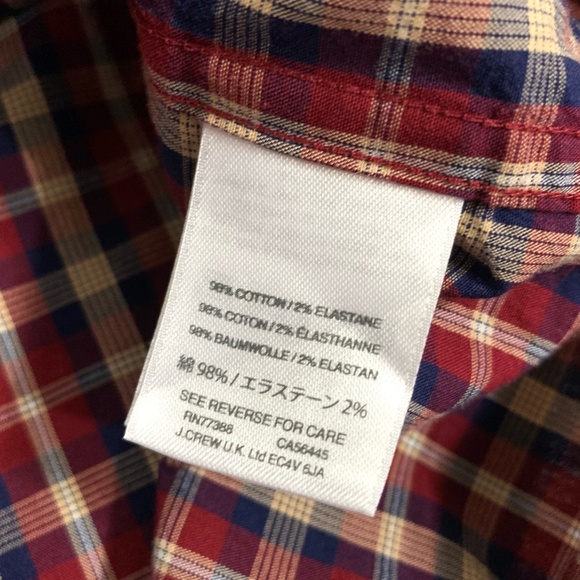 98% COTTON / 2% ELASTANE
98% COTON / 2% ÉLASTHANNE
98% BAUMWOLLE / 2% ELASTAN
綿 98% / エラステーン 2%
SEE REVERSE FOR CARE
RN77388 CA56445
J.CREW U.K. Ltd EC4V 6JA